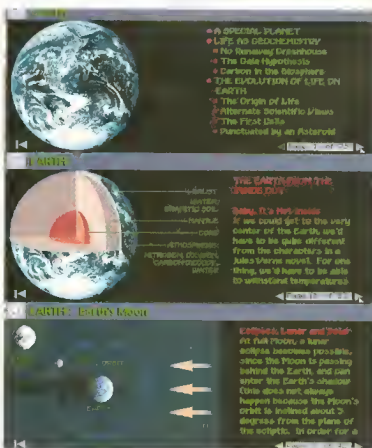 A SPECIAL PLANET
LIFE AS GEOCHEMISTRY
No Runaway Greenhouse
The Gaia Hypothesis
Carbon in the Biosphere
THE EVOLUTION OF LIFE ON
EARTH
The Origin of Life
Alternate Scientific Views
The First Cells
Punctuated by an Asteroid
EARTH
THE EARTH FROM THE
INSIDE OUT
If we could get to the very
center of the Earth, we'd
have to be quite different
from the characters in a
Jules Verne novel. For one
thing, we'd have to be able
to withstand temperatures
MANTLE
CORE
ATMOSPHERE:
NITROGEN, OXYGEN,
CARBON DIOXIDE,
WATER
EARTH: Earth's Moon
Eclipses, Lunar and Solar
At full Moon, a lunar
eclipse becomes possible,
since the Moon is passing
behind the Earth, and can
enter the Earth's shadow
(this does not always
happen because the Moon's
orbit is inclined about 5
degrees from the plane of
the ecliptic. In order for a